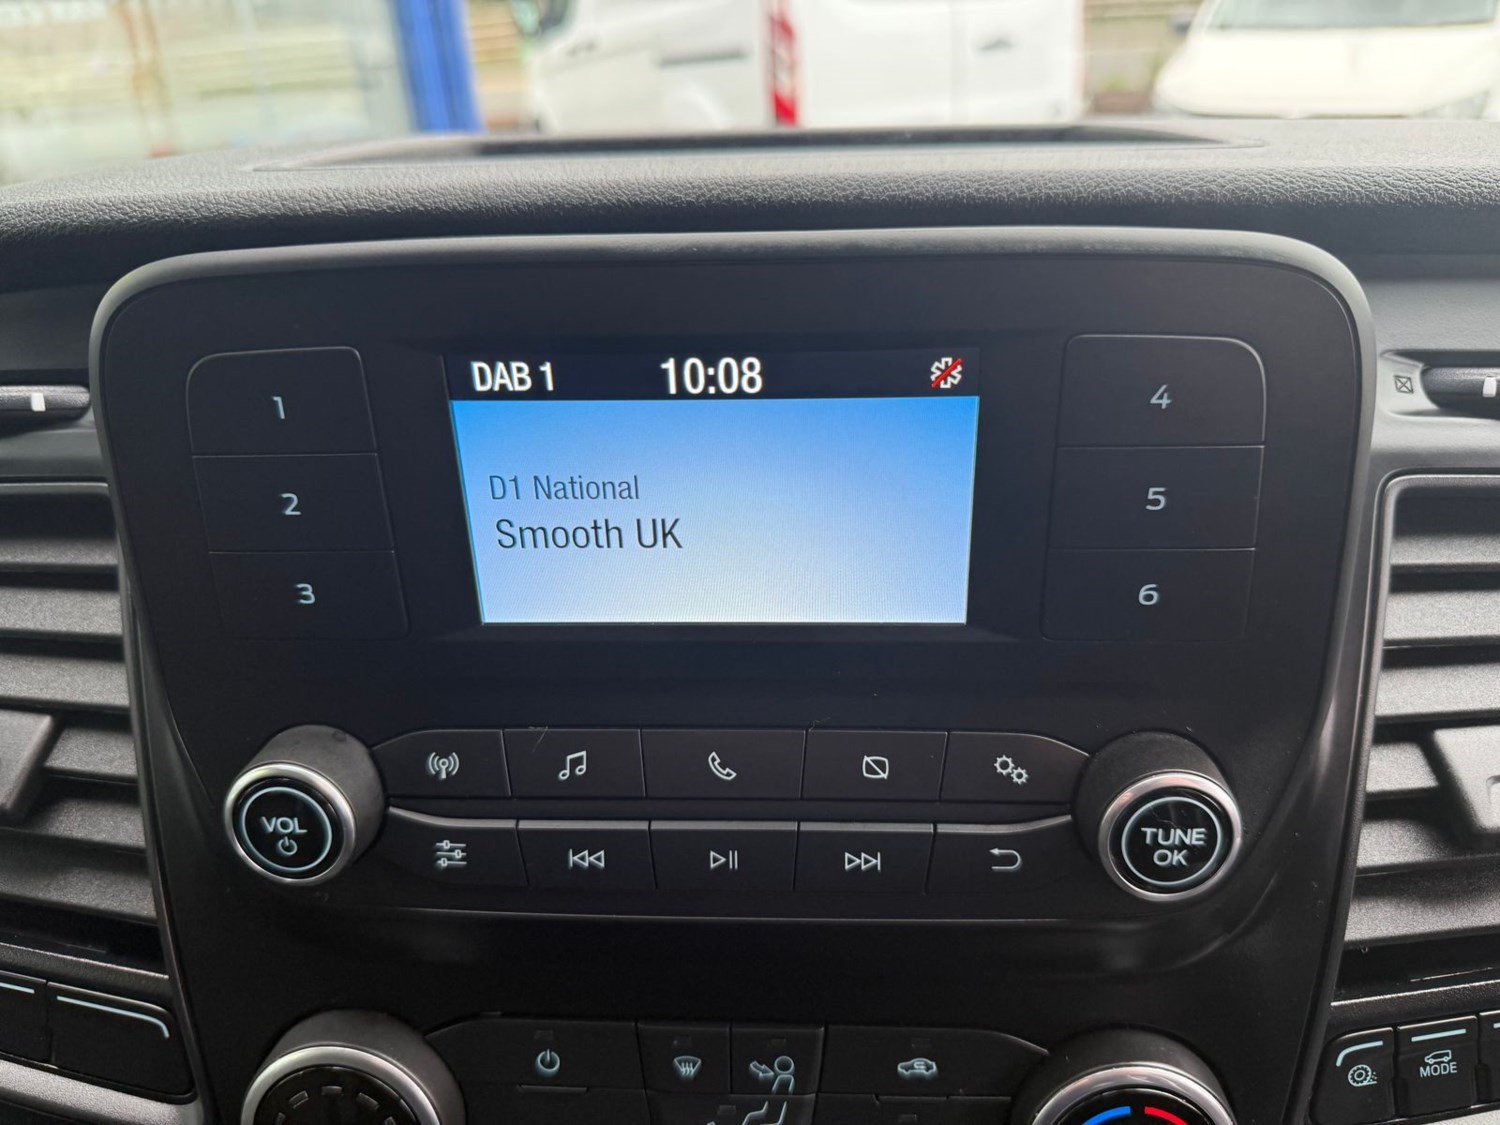 DAB 1 10:08
D1 National
Smooth UK
1
2
3
4
5
6
VOL
TUNE
OK
MODE